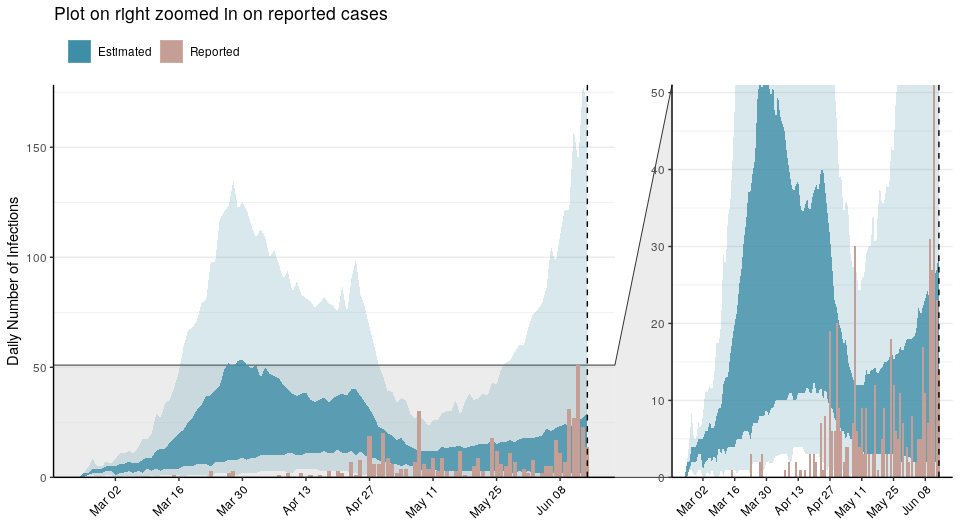 Plot on right zoomed in on reported cases
Estimated
Reported
Daily Number of Infections
150
100
50
0
Mar 02
Mar 16
Mar 30
Apr 13
Apr 27
May 11
May 25
Jun 08
50
40
30
20
10
0
Mar 02
Mar 16
Mar 30
Apr 13
Apr 27
May 11
May 25
Jun 08